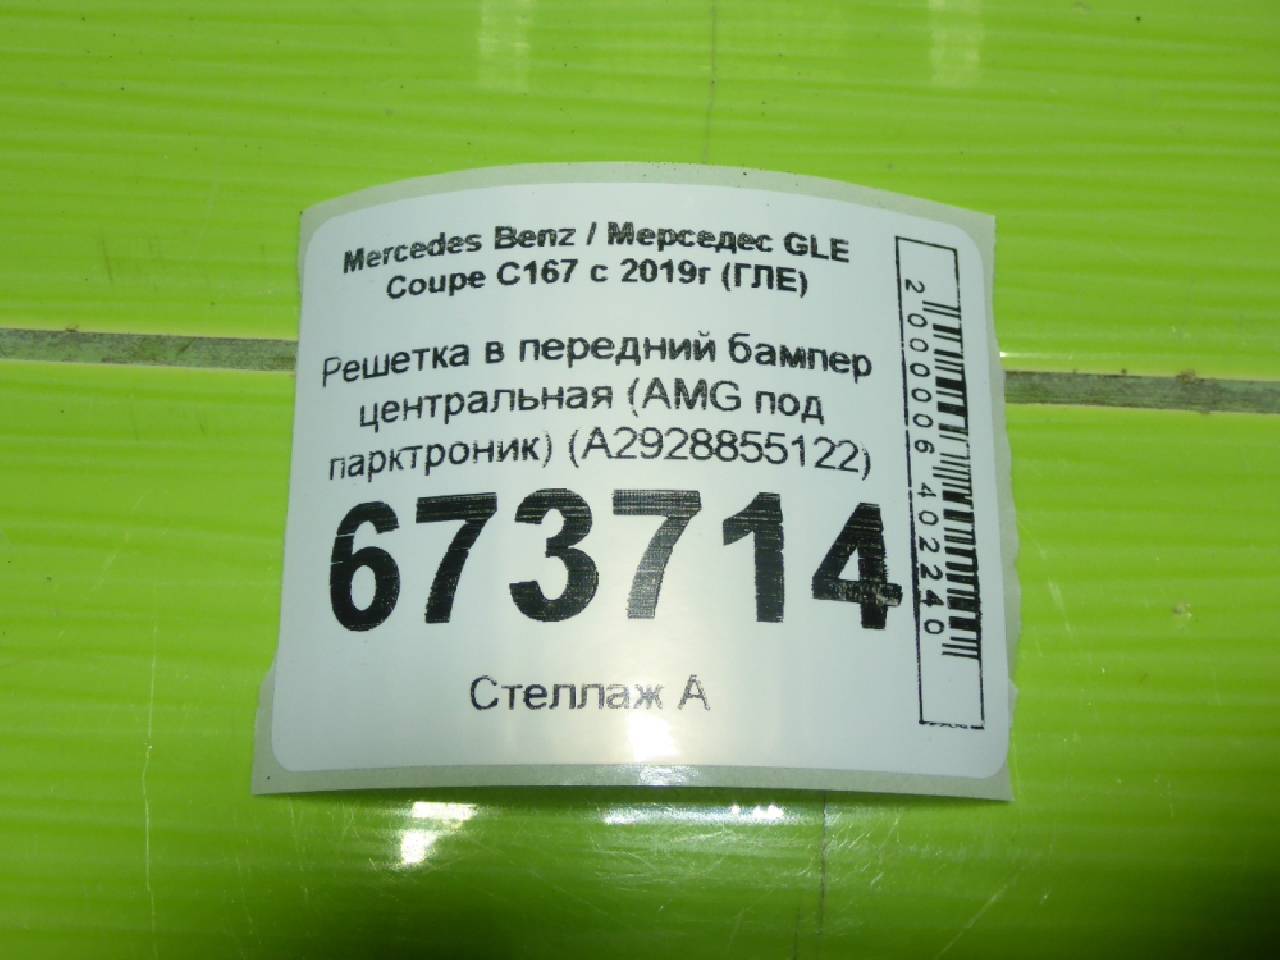 Mercedes Benz / Мерседес GLE
Coupe C167 с 2019г (ГЛЕ)
Решетка в передний бампер
центральная (AMG под
парктроник) (A2928855122)
673714
Стеллаж А
2000006402240